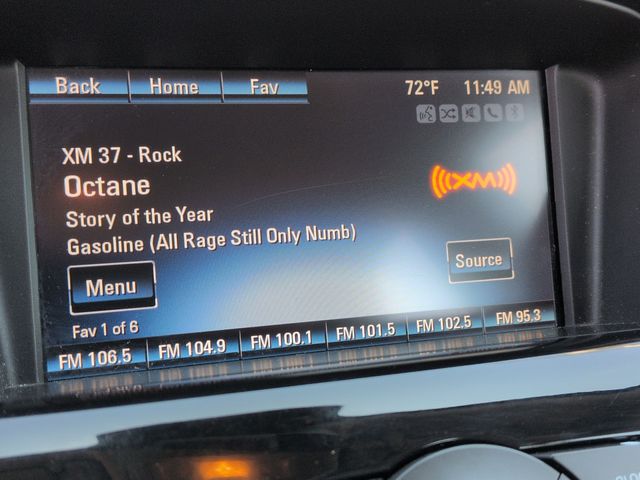 Back Home Fav 72°F 11:49 AM
XM 37 - Rock
Octane
((XM))
Story of the Year
Gasoline (All Rage Still Only Numb)
Menu Source
Fav 1 of 6
FM 106.5 FM 104.9 FM 100.1 FM 101.5 FM 102.5 FM 95.3